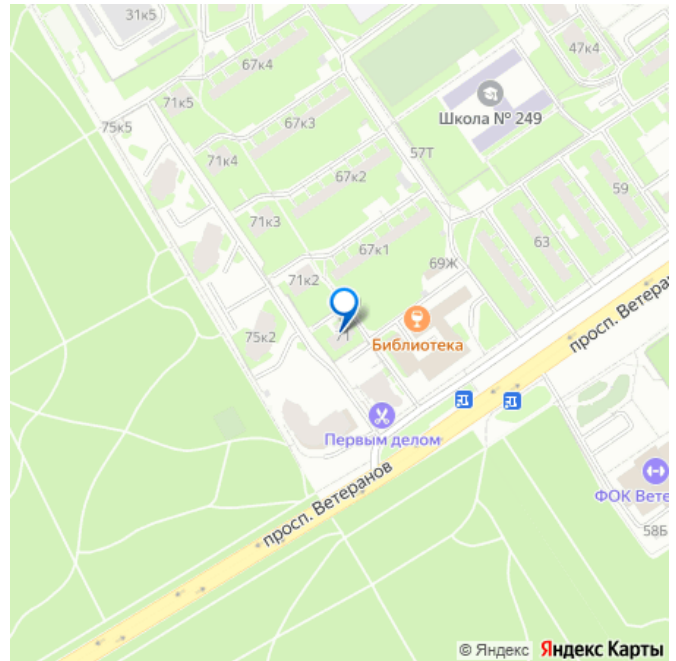 31к5
47к4
67к4
71к5
Школа № 249
75к5
67к3
57Т
71к4
67к2
59
71к3
67к1
63
69Ж
71к2
просп. Ветера
71
75к2
Библиотека
Первым делом
просп. Ветеранов
ФОК Вете
58Б
© Яндекс Яндекс Карты